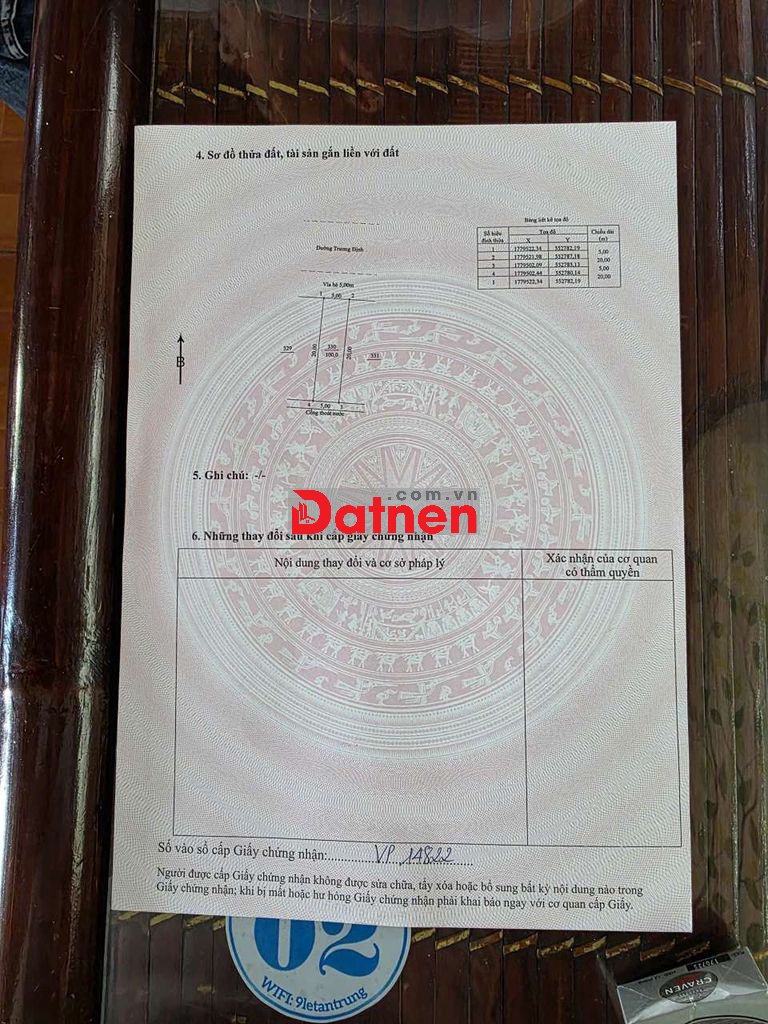 4. Sơ đồ thửa đất, tài sản gắn liền với đất
Bảng liệt kê tọa độ
Số hiệu đỉnh thửa
Tọa độ
Chiều dài (m)
X
Y
1 1779522,34 552782,19
5,00
2 1779521,98 552787,18
20,00
3 1779502,09 552785,13
5,00
4 1779502,44 552780,14
20,00
1 1779522,34 552782,19
Đường Trương Định
Vỉa hè 5,00m
1 5,00 2
B
329
20,00
330
100,0
20,00
331
4 5,00 3
Cống thoát nước
5. Ghi chú: -/-
.com.vn
Datnen
6. Những thay đổi sau khi cấp giấy chứng nhận
Nội dung thay đổi và cơ sở pháp lý
Xác nhận của cơ quan
có thẩm quyền
Số vào sổ cấp Giấy chứng nhận:..............VP 14822
Người được cấp Giấy chứng nhận không được sửa chữa, tẩy xóa hoặc bổ sung bất kỳ nội dung nào trong
Giấy chứng nhận; khi bị mất hoặc hư hỏng Giấy chứng nhận phải khai báo ngay với cơ quan cấp Giấy.
02
WIFI: 9letantrung
CRAVEN